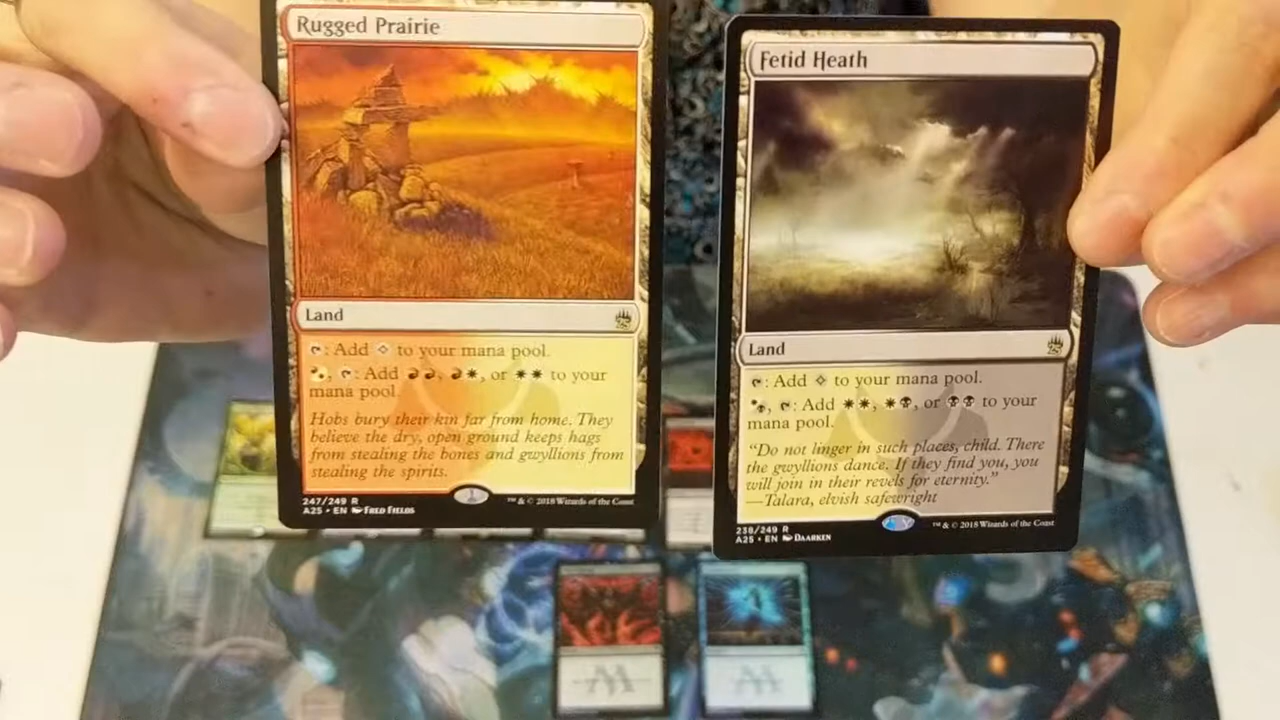 Rugged Prairie
Land
: Add to your mana pool.
, : Add , , or to your
mana pool.
Hobs bury their kin far from home. They
believe the dry, open ground keeps hags
from stealing the bones and gwyllions from
stealing the spirits.
247/249 R
A25 • EN Fred Fields
™ & © 2018 Wizards of the Coast
Fetid Heath
Land
: Add to your mana pool.
, : Add , , or to your
mana pool.
"Do not linger in such places, child. There
the gwyllions dance. If they find you, you
will join in their revels for eternity."
—Talara, elvish safewright
238/249 R
A25 • EN Daarken
™ & © 2018 Wizards of the Coast